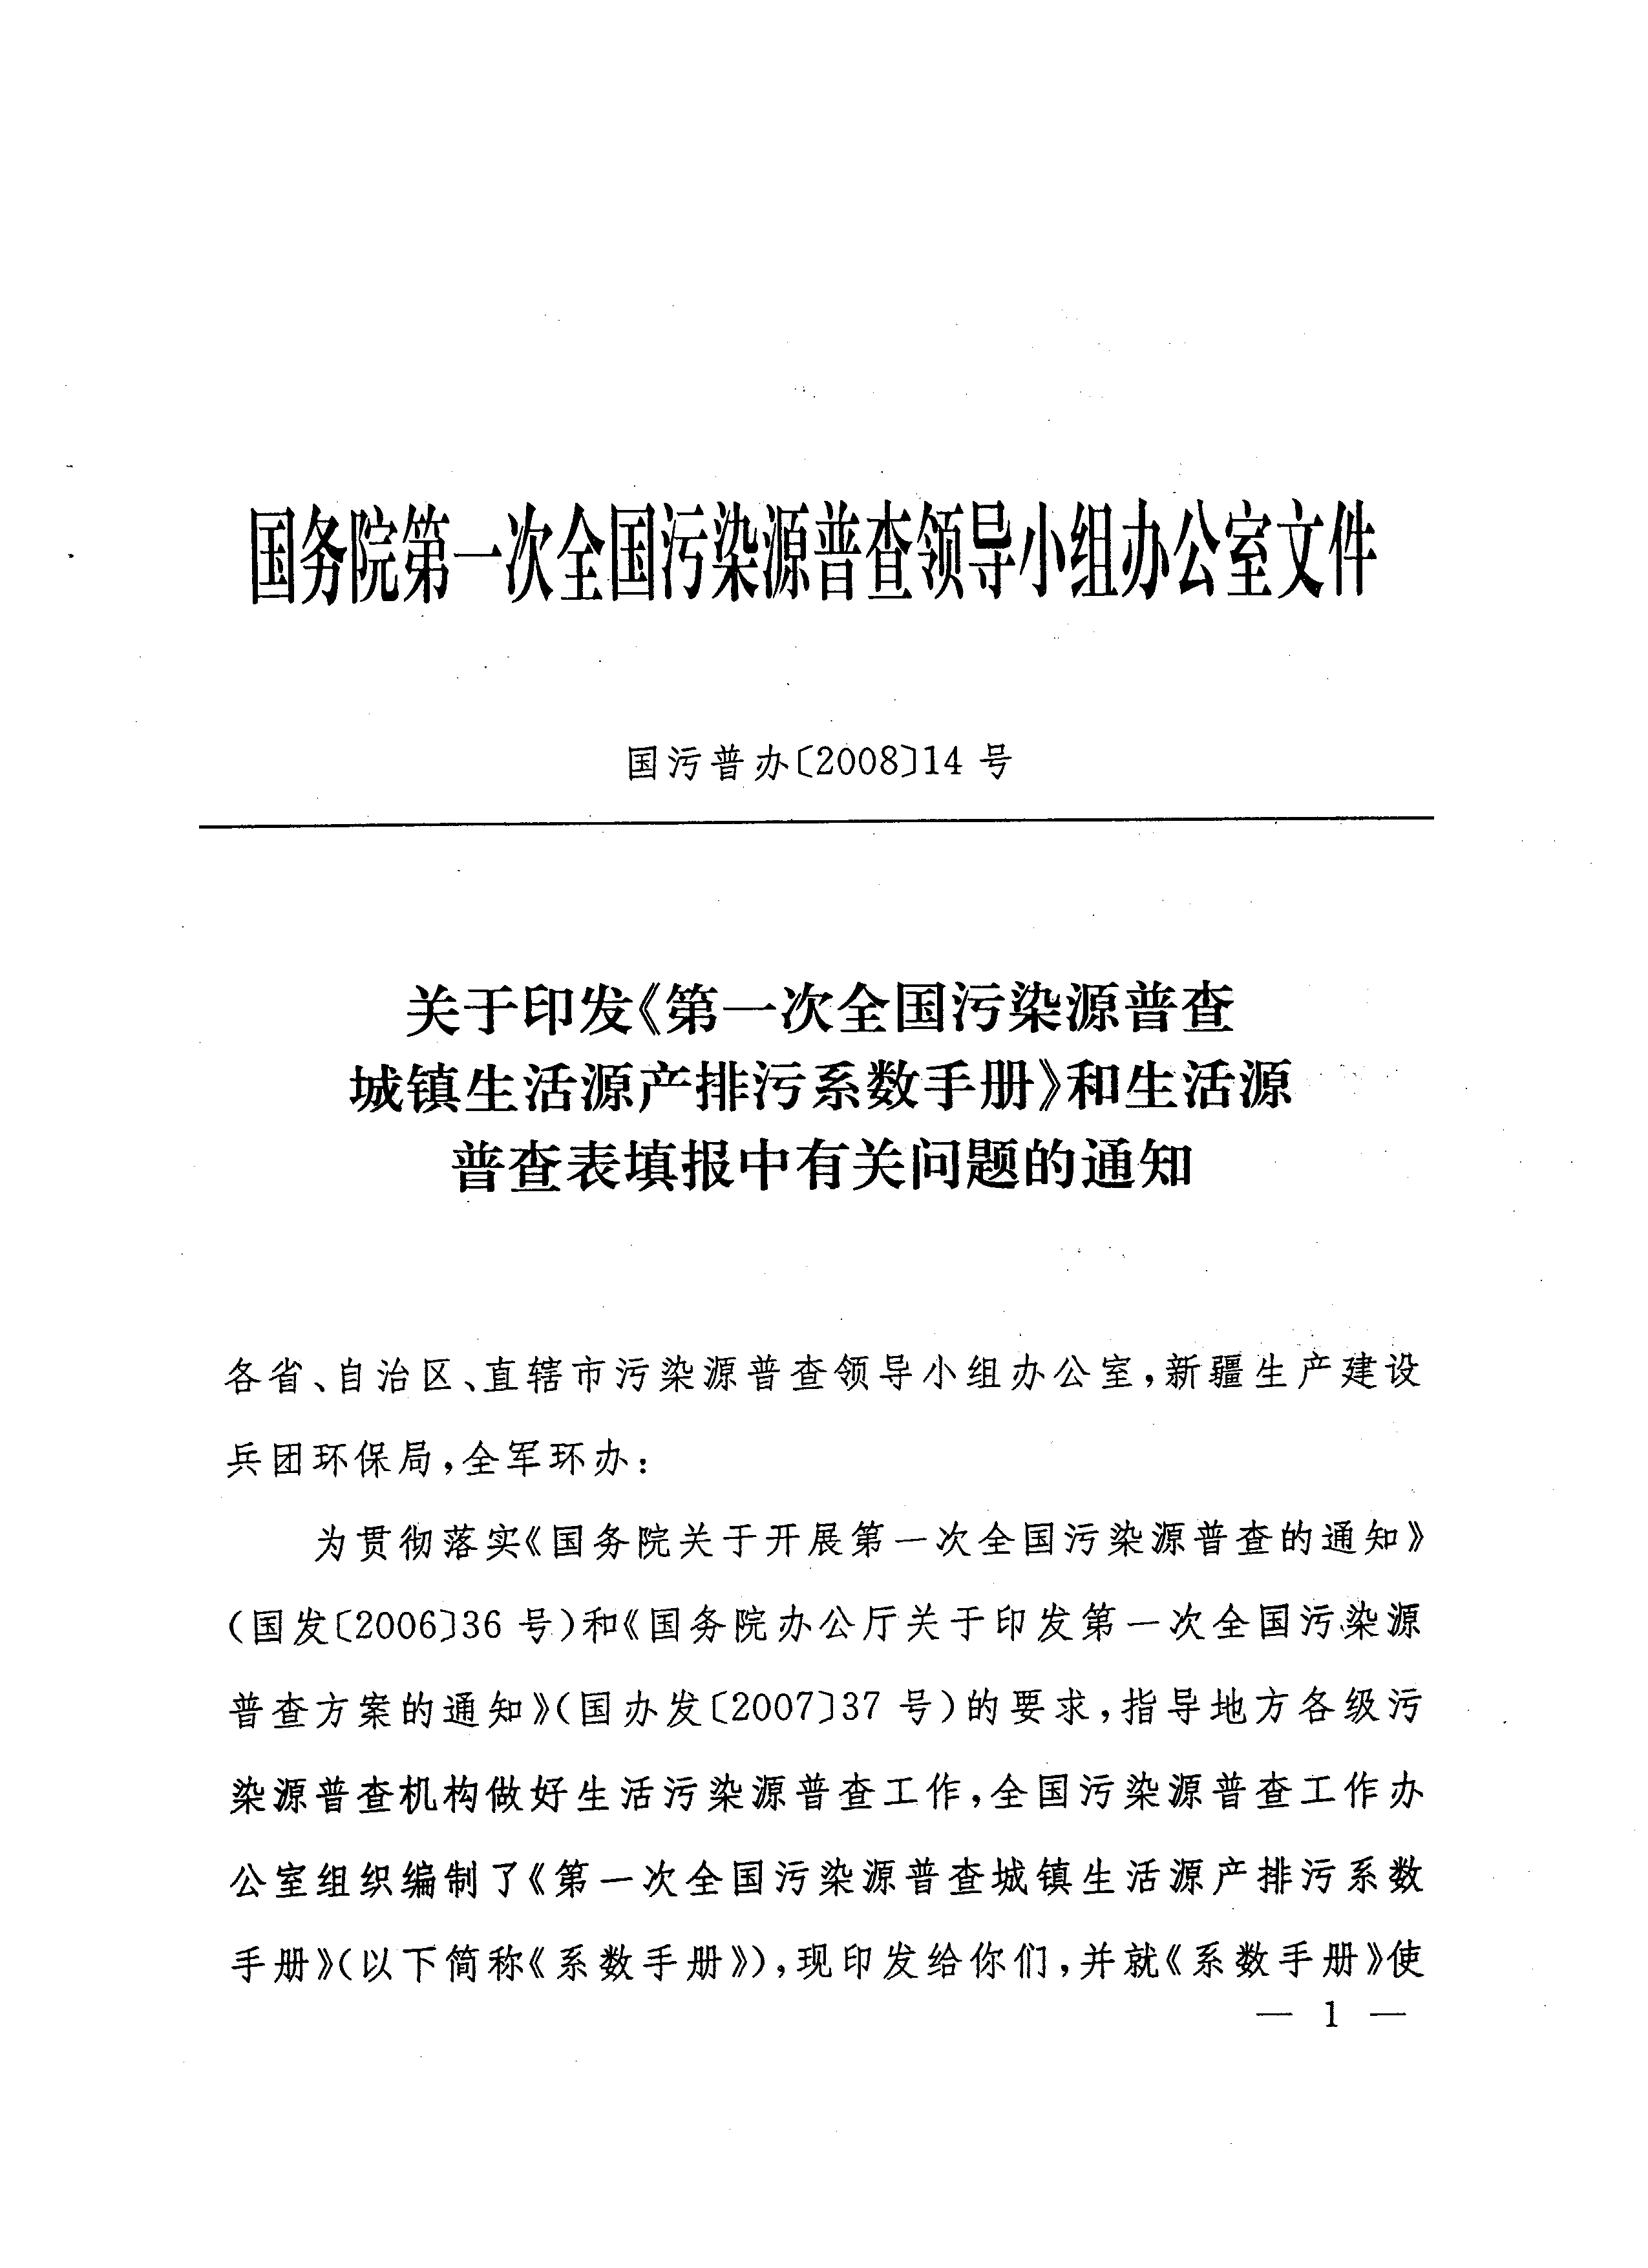 国务院第一次全国污染源普查领导小组办公室文件
国污普办〔2008〕14 号
关于印发《第一次全国污染源普查
城镇生活源产排污系数手册》和生活源
普查表填报中有关问题的通知
各省、自治区、直辖市污染源普查领导小组办公室，新疆生产建设
兵团环保局，全军环办：
为贯彻落实《国务院关于开展第一次全国污染源普查的通知》
（国发〔2006〕36 号）和《国务院办公厅关于印发第一次全国污染源
普查方案的通知》（国办发〔2007〕37 号）的要求，指导地方各级污
染源普查机构做好生活污染源普查工作，全国污染源普查工作办
公室组织编制了《第一次全国污染源普查城镇生活源产排污系数
手册》（以下简称《系数手册》），现印发给你们，并就《系数手册》使
— 1 —